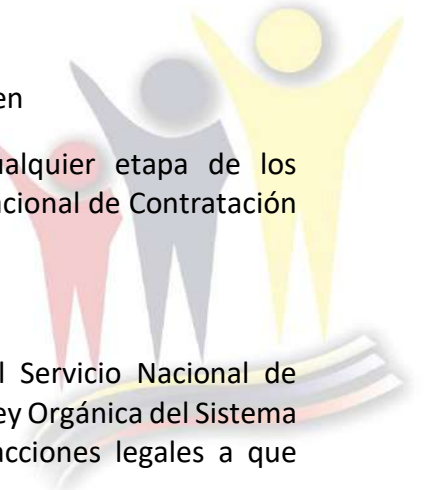 en
ualquier etapa de los
acional de Contratación
l Servicio Nacional de
ey Orgánica del Sistema
acciones legales a que